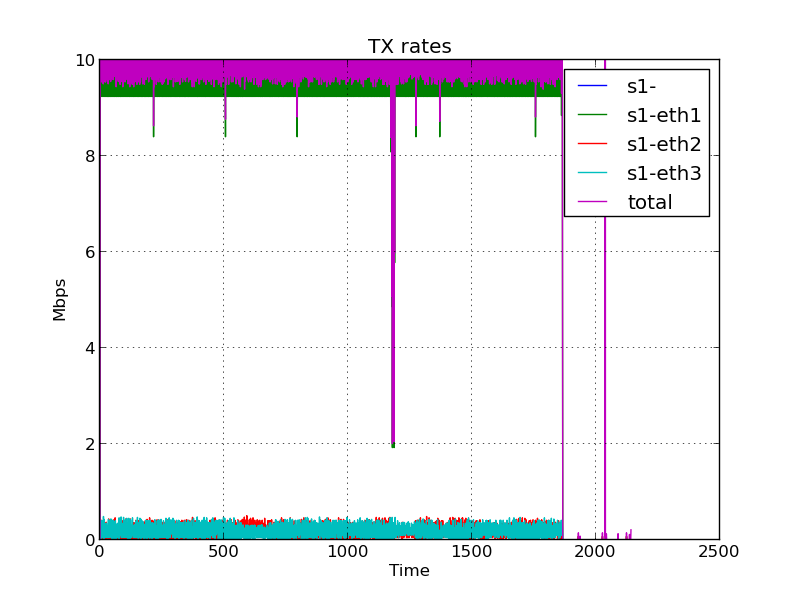 TX rates
10
8
6
4
2
0
Mbps
0 500 1000 1500 2000 2500
Time
s1-
s1-eth1
s1-eth2
s1-eth3
total